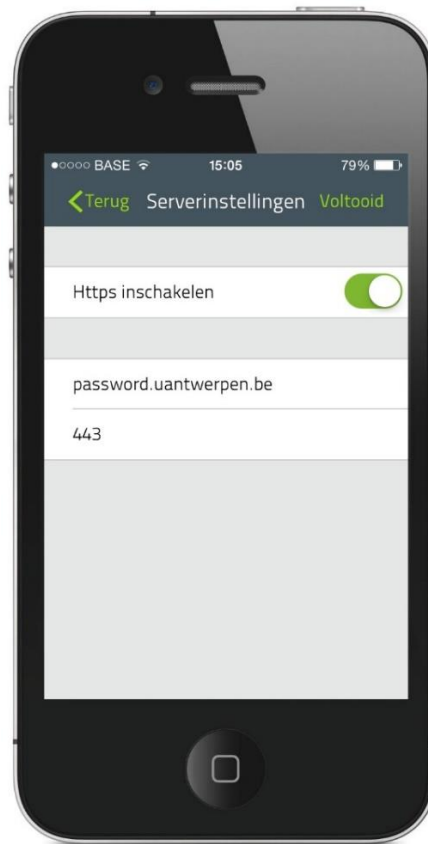 BASE 15:05 79%
Terug Serverinstellingen Voltooid
Https inschakelen
password.uantwerpen.be
443